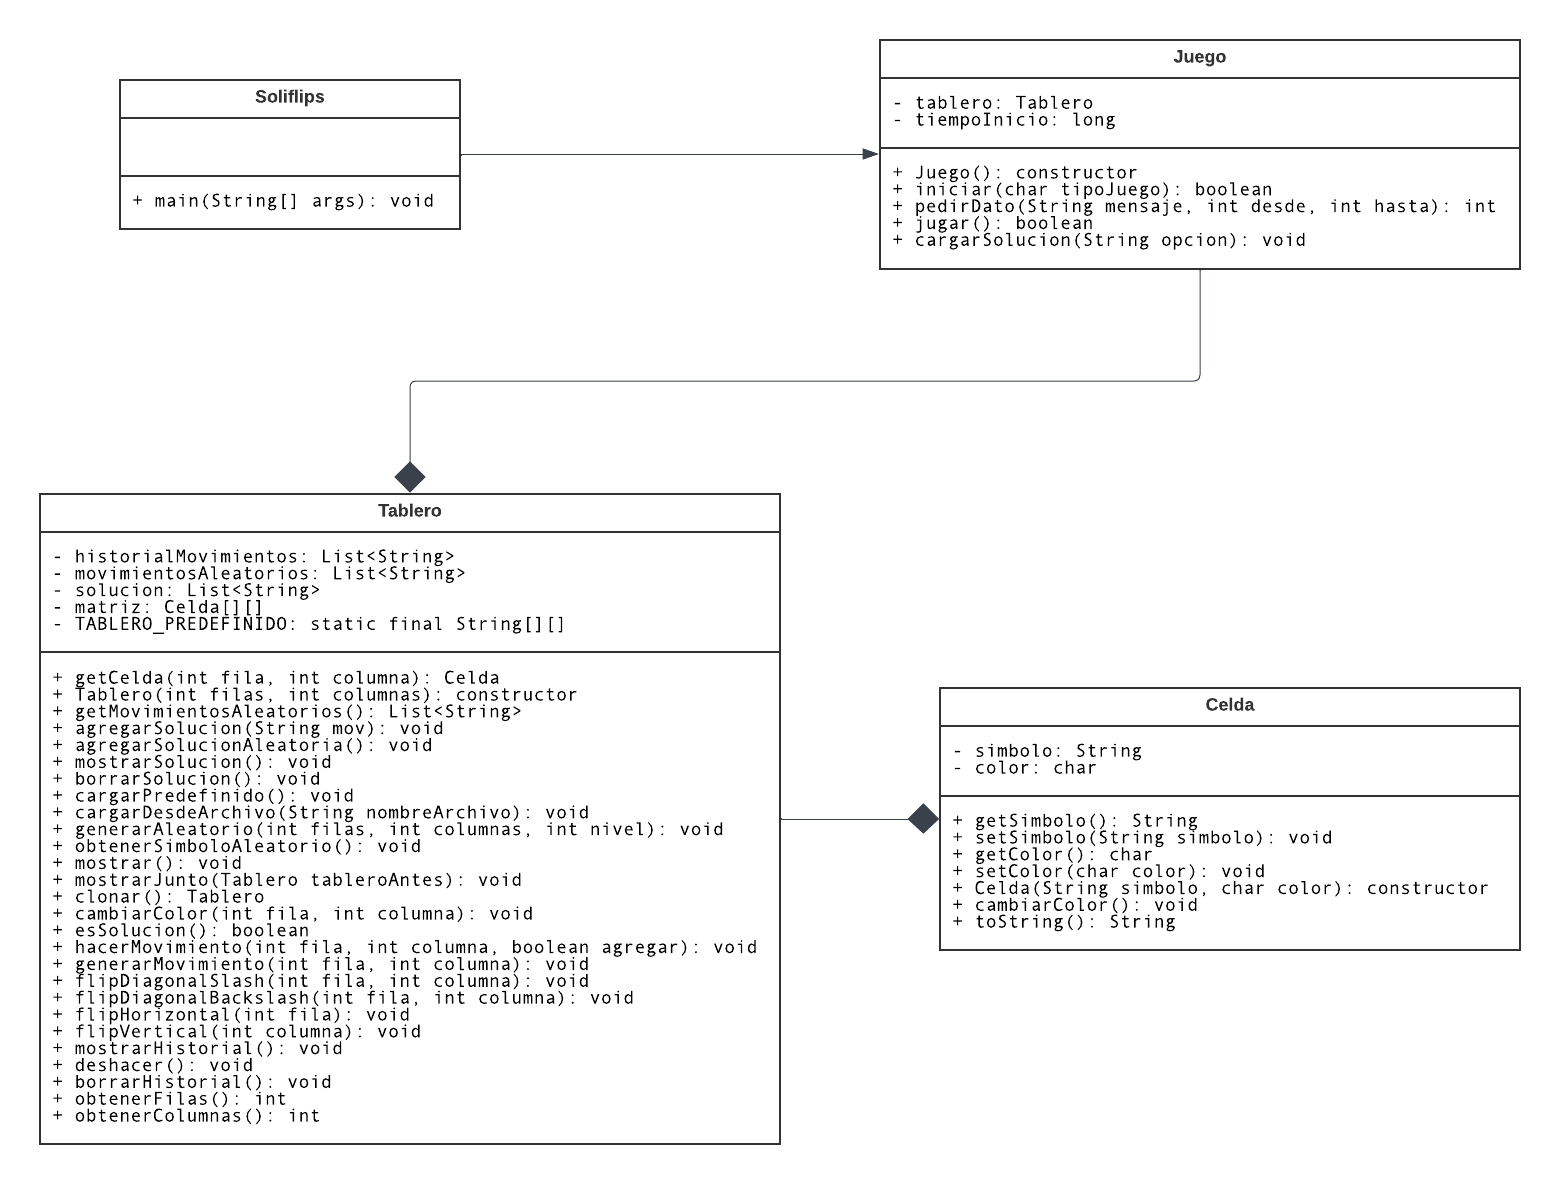 Soliflips
+ main(String[] args): void
Juego
- tablero: Tablero
- tiempoInicio: long
+ Juego(): constructor
+ iniciar(char tipoJuego): boolean
+ pedirDato(String mensaje, int desde, int hasta): int
+ jugar(): boolean
+ cargarSolucion(String opcion): void
Tablero
- historialMovimientos: List<String>
- movimientosAleatorios: List<String>
- solucion: List<String>
- matriz: Celda[][]
- TABLERO_PREDEFINIDO: static final String[][]
+ getCelda(int fila, int columna): Celda
+ Tablero(int filas, int columnas): constructor
+ getMovimientosAleatorios(): List<String>
+ agregarSolucion(String mov): void
+ agregarSolucionAleatoria(): void
+ mostrarSolucion(): void
+ borrarSolucion(): void
+ cargarPredefinido(): void
+ cargarDesdeArchivo(String nombreArchivo): void
+ generarAleatorio(int filas, int columnas, int nivel): void
+ obtenerSimboloAleatorio(): void
+ mostrar(): void
+ mostrarJunto(Tablero tableroAntes): void
+ clonar(): Tablero
+ cambiarColor(int fila, int columna): void
+ esSolucion(): boolean
+ hacerMovimiento(int fila, int columna, boolean agregar): void
+ generarMovimiento(int fila, int columna): void
+ flipDiagonalSlash(int fila, int columna): void
+ flipDiagonalBackslash(int fila, int columna): void
+ flipHorizontal(int fila): void
+ flipVertical(int columna): void
+ mostrarHistorial(): void
+ deshacer(): void
+ borrarHistorial(): void
+ obtenerFilas(): int
+ obtenerColumnas(): int
Celda
- simbolo: String
- color: char
+ getSimbolo(): String
+ setSimbolo(String simbolo): void
+ getColor(): char
+ setColor(char color): void
+ Celda(String simbolo, char color): constructor
+ cambiarColor(): void
+ toString(): String